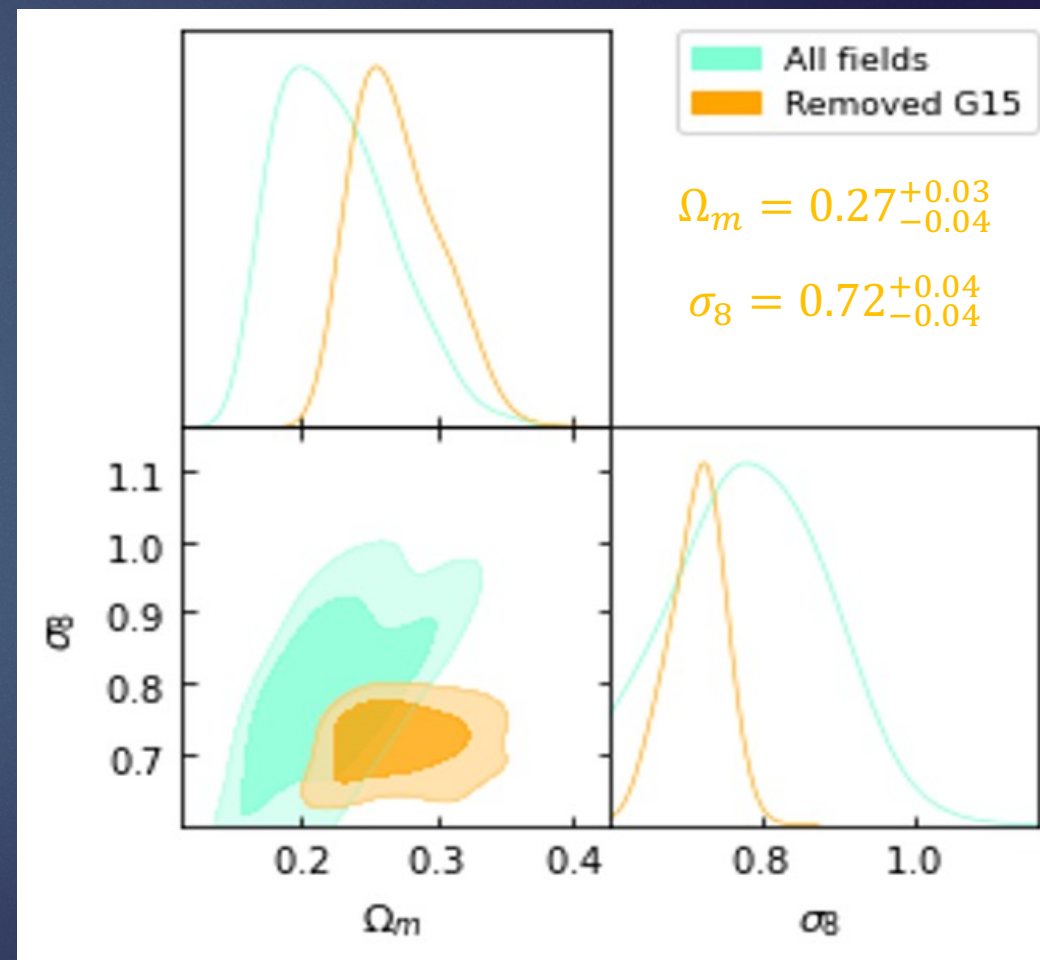 All fields
Removed G15
Ωₘ = 0.27⁺⁰·⁰³₋₀.₀₄
σ₈ = 0.72⁺⁰·⁰⁴₋₀.₀₄
1.1
1.0
0.9
0.8
0.7
σ₈
0.2 0.3 0.4
Ωₘ
0.8 1.0
σ₈